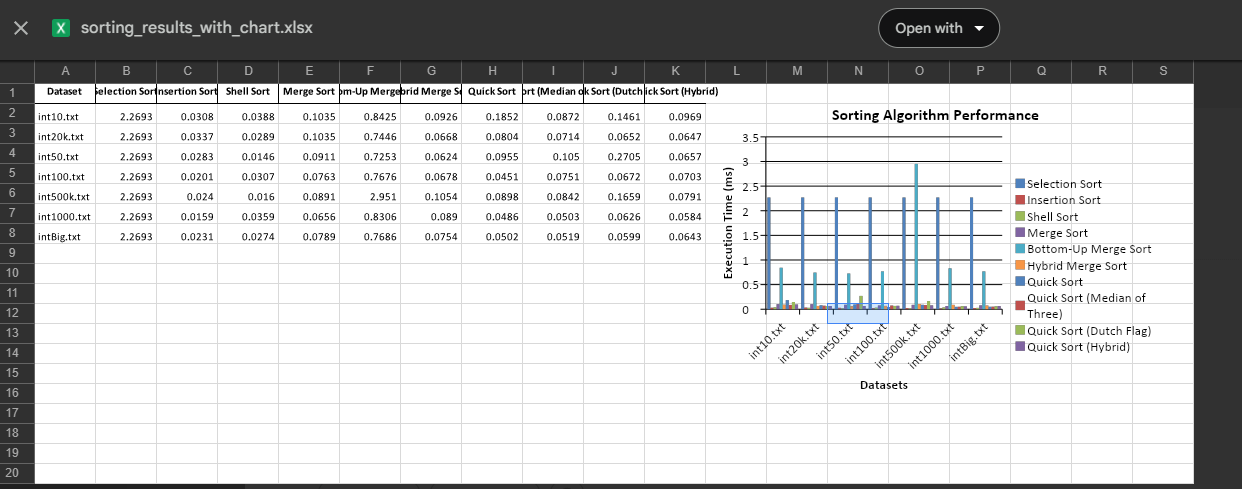 sorting_results_with_chart.xlsx
Open with
A B C D E F G H I J K L M N O P Q R S
1 Dataset Selection Sort Insertion Sort Shell Sort Merge Sort om-Up Merge brid Merge So Quick Sort ort (Median o k Sort (Dutch ick Sort (Hybrid)
2 int10.txt 2.2693 0.0308 0.0388 0.1035 0.8425 0.0926 0.1852 0.0872 0.1461 0.0969
3 int20k.txt 2.2693 0.0337 0.0289 0.1035 0.7446 0.0668 0.0804 0.0714 0.0652 0.0647
4 int50.txt 2.2693 0.0283 0.0146 0.0911 0.7253 0.0624 0.0955 0.105 0.2705 0.0657
5 int100.txt 2.2693 0.0201 0.0307 0.0763 0.7676 0.0678 0.0451 0.0751 0.0672 0.0703
6 int500k.txt 2.2693 0.024 0.016 0.0891 2.951 0.1054 0.0898 0.0842 0.1659 0.0791
7 int1000.txt 2.2693 0.0159 0.0359 0.0656 0.8306 0.089 0.0486 0.0503 0.0626 0.0584
8 intBig.txt 2.2693 0.0231 0.0274 0.0789 0.7686 0.0754 0.0502 0.0519 0.0599 0.0643
9
10
11
12
13
14
15
16
17
18
19
20
Sorting Algorithm Performance
Execution Time (ms)
3.5
3
2.5
2
1.5
1
0.5
0
int10.txt int20k.txt int50.txt int100.txt int500k.txt int1000.txt intBig.txt
Datasets
Selection Sort
Insertion Sort
Shell Sort
Merge Sort
Bottom-Up Merge Sort
Hybrid Merge Sort
Quick Sort
Quick Sort (Median of
Three)
Quick Sort (Dutch Flag)
Quick Sort (Hybrid)